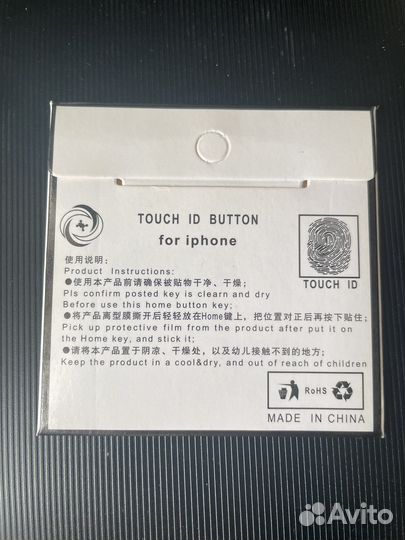 TOUCH ID BUTTON
for iphone
TOUCH ID
使用说明：
Product Instructions:
●使用本产品前请确保被贴物干净、干燥；
Pls confirm posted key is clearn and dry
Before use this home button key;
●将产品离型膜撕开后轻轻放在Home键上，把位置对正后再按下贴住；
Pick up protective film from the product after put it on
the Home key, and stick it;
●请将本产品置于阴凉、干燥处，以及幼儿接触不到的地方；
Keep the product in a cool&dry, and out of reach of children
RoHS
MADE IN CHINA
Avito